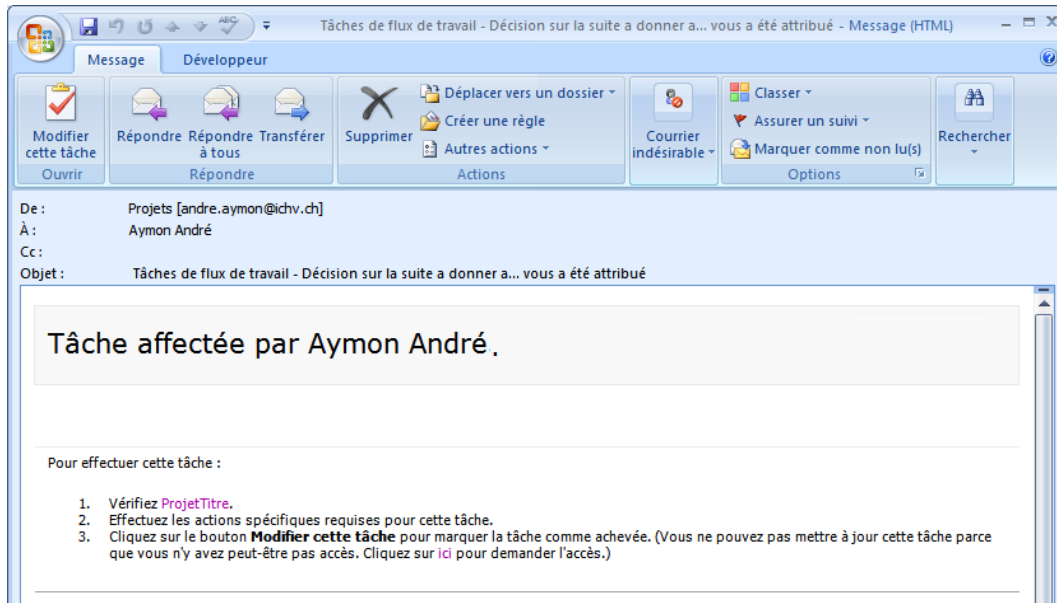 ABC
Tâches de flux de travail - Décision sur la suite a donner a... vous a été attribué - Message (HTML)
Message Développeur
Modifier cette tâche
Répondre
Répondre à tous
Transférer
Supprimer
Déplacer vers un dossier
Créer une règle
Autres actions
Courrier indésirable
Classer
Assurer un suivi
Marquer comme non lu(s)
Rechercher
Ouvrir
Répondre
Actions
Options
De : Projets [andre.aymon@ichv.ch]
À : Aymon André
Cc :
Objet : Tâches de flux de travail - Décision sur la suite a donner a... vous a été attribué
Tâche affectée par Aymon André.
Pour effectuer cette tâche :
1. Vérifiez ProjetTitre.
2. Effectuez les actions spécifiques requises pour cette tâche.
3. Cliquez sur le bouton Modifier cette tâche pour marquer la tâche comme achevée. (Vous ne pouvez pas mettre à jour cette tâche parce
que vous n'y avez peut-être pas accès. Cliquez sur ici pour demander l'accès.)